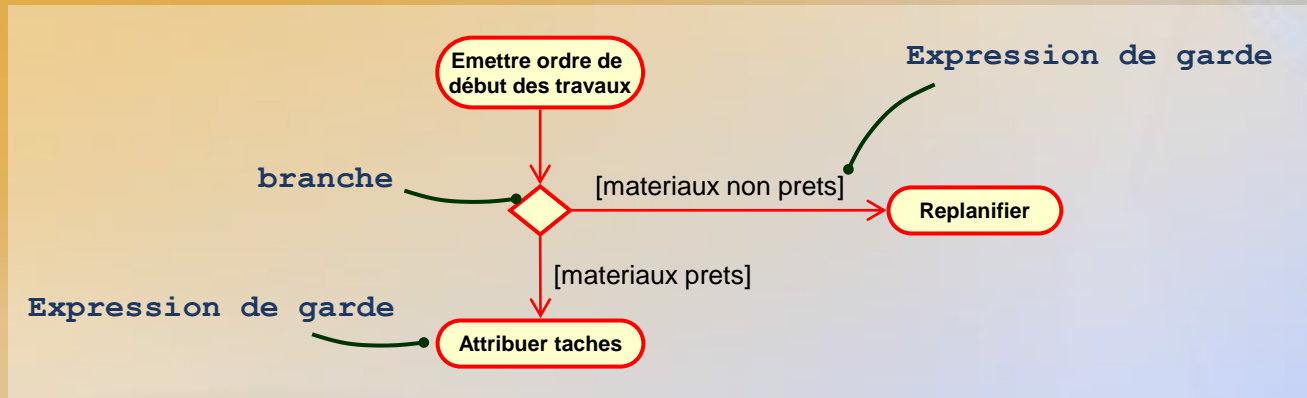 Emettre ordre de
début des travaux
Expression de garde
branche
[materiaux non prets]
Replanifier
[materiaux prets]
Expression de garde
Attribuer taches